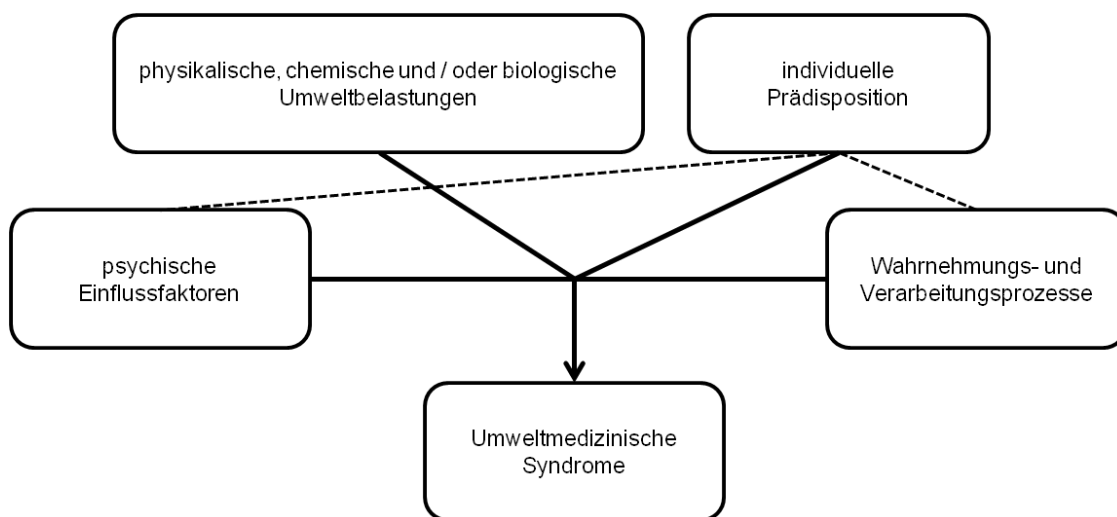 physikalische, chemische und / oder biologische
Umweltbelastungen
individuelle
Prädisposition
psychische
Einflussfaktoren
Wahrnehmungs- und
Verarbeitungsprozesse
Umweltmedizinische
Syndrome